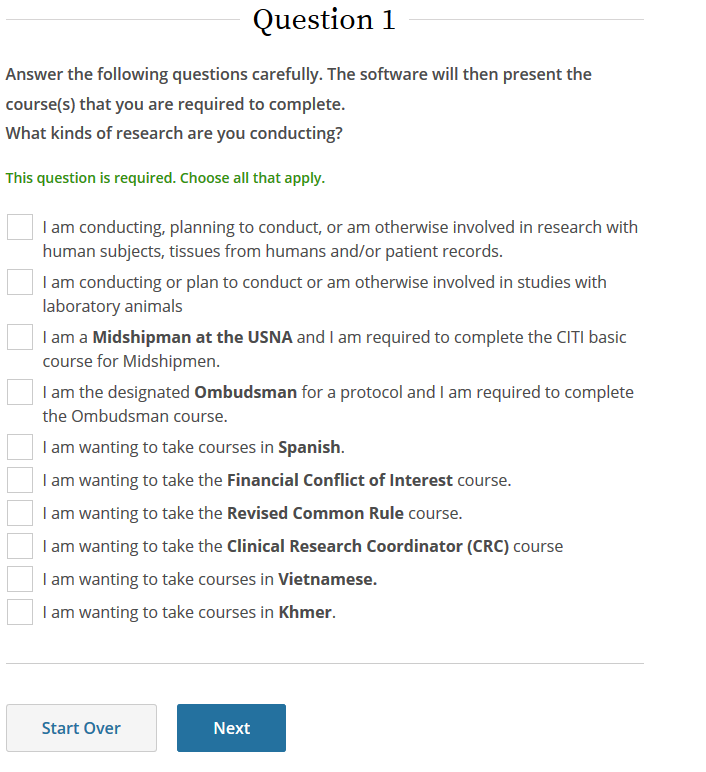 Question 1
Answer the following questions carefully. The software will then present the
course(s) that you are required to complete.
What kinds of research are you conducting?
This question is required. Choose all that apply.
I am conducting, planning to conduct, or am otherwise involved in research with
human subjects, tissues from humans and/or patient records.
I am conducting or plan to conduct or am otherwise involved in studies with
laboratory animals
I am a Midshipman at the USNA and I am required to complete the CITI basic
course for Midshipmen.
I am the designated Ombudsman for a protocol and I am required to complete
the Ombudsman course.
I am wanting to take courses in Spanish.
I am wanting to take the Financial Conflict of Interest course.
I am wanting to take the Revised Common Rule course.
I am wanting to take the Clinical Research Coordinator (CRC) course
I am wanting to take courses in Vietnamese.
I am wanting to take courses in Khmer.
Start Over
Next